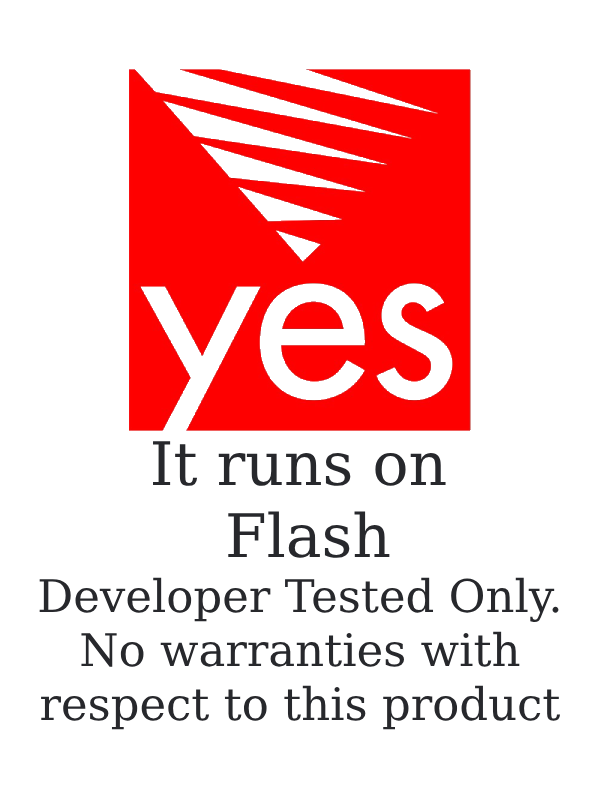 yes
It runs on
Flash
Developer Tested Only.
No warranties with
respect to this product